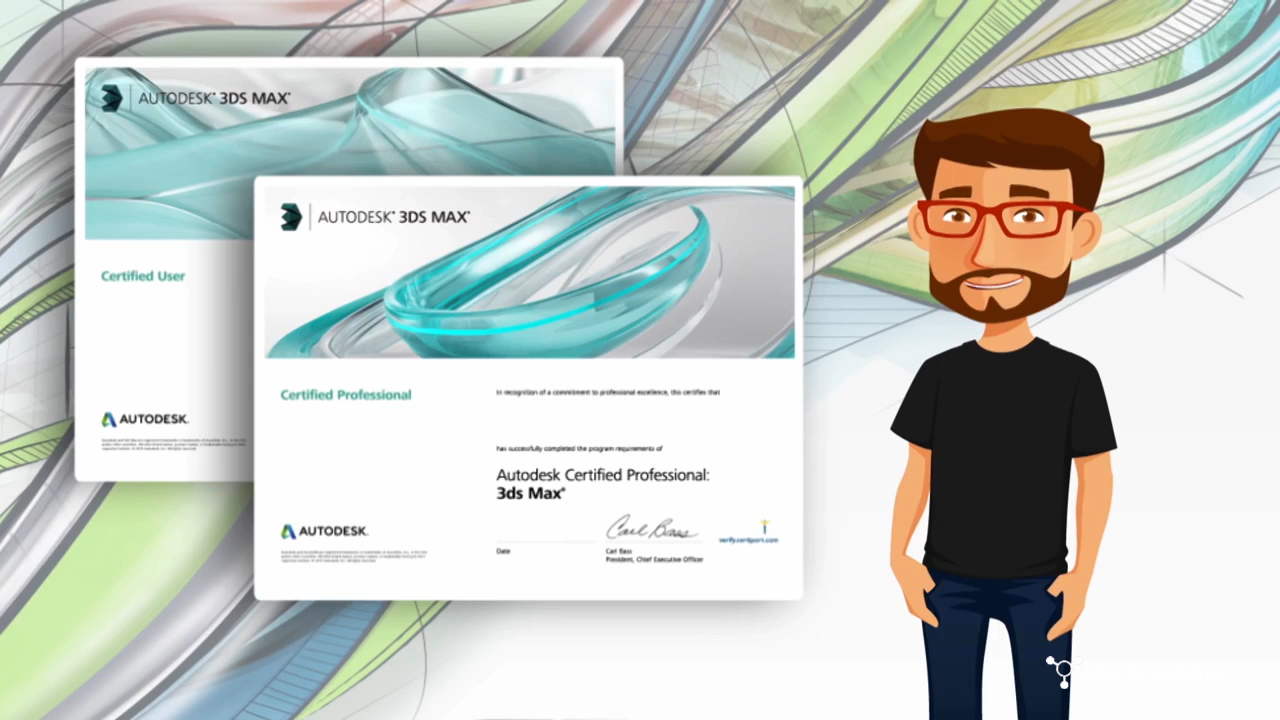 AUTODESK® 3DS MAX®
Certified User
AUTODESK.
AUTODESK® 3DS MAX®
Certified Professional
In recognition of a commitment to professional excellence, this certifies that
has successfully completed the program requirements of
Autodesk Certified Professional:
3ds Max®
Carl Bass
verify.certiport.com
Date
Carl Bass
President, Chief Executive Officer
AUTODESK.